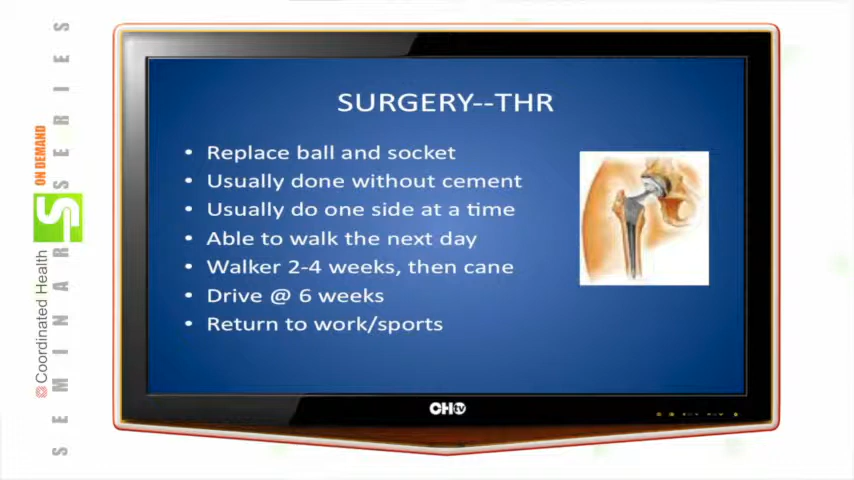 SEMINAR SERIES
Coordinated Health
S
ON DEMAND
SURGERY--THR
• Replace ball and socket
• Usually done without cement
• Usually do one side at a time
• Able to walk the next day
• Walker 2-4 weeks, then cane
• Drive @ 6 weeks
• Return to work/sports
CHtv